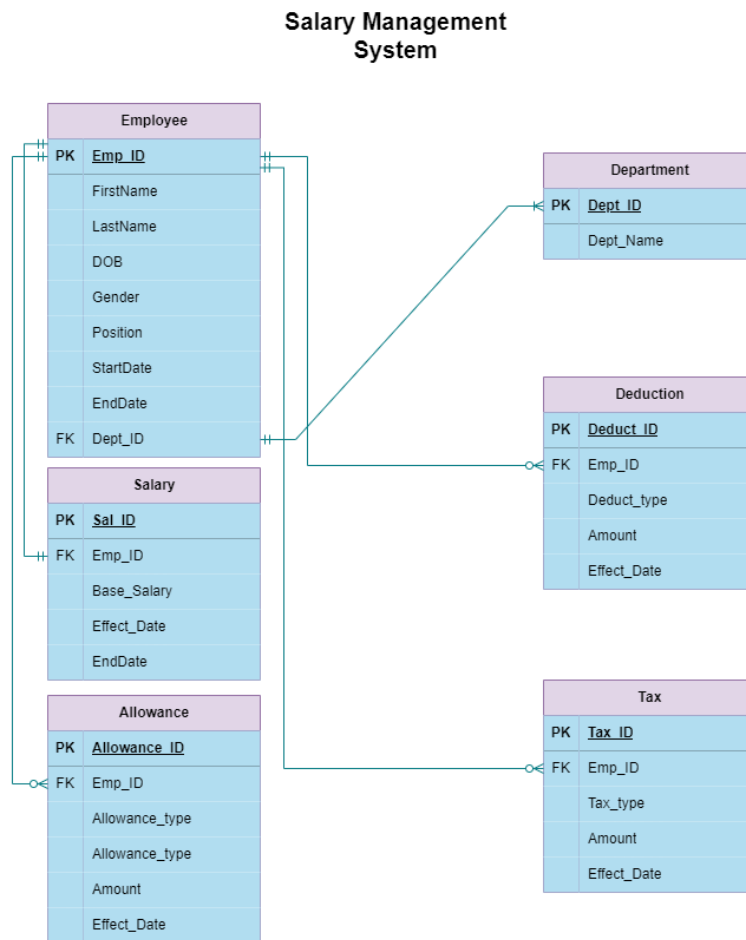 Salary Management
System
Employee
PK Emp_ID
FirstName
LastName
DOB
Gender
Position
StartDate
EndDate
FK Dept_ID
Salary
PK Sal_ID
FK Emp_ID
Base_Salary
Effect_Date
EndDate
Allowance
PK Allowance_ID
FK Emp_ID
Allowance_type
Allowance_type
Amount
Effect_Date
Department
PK Dept_ID
Dept_Name
Deduction
PK Deduct_ID
FK Emp_ID
Deduct_type
Amount
Effect_Date
Tax
PK Tax_ID
FK Emp_ID
Tax_type
Amount
Effect_Date